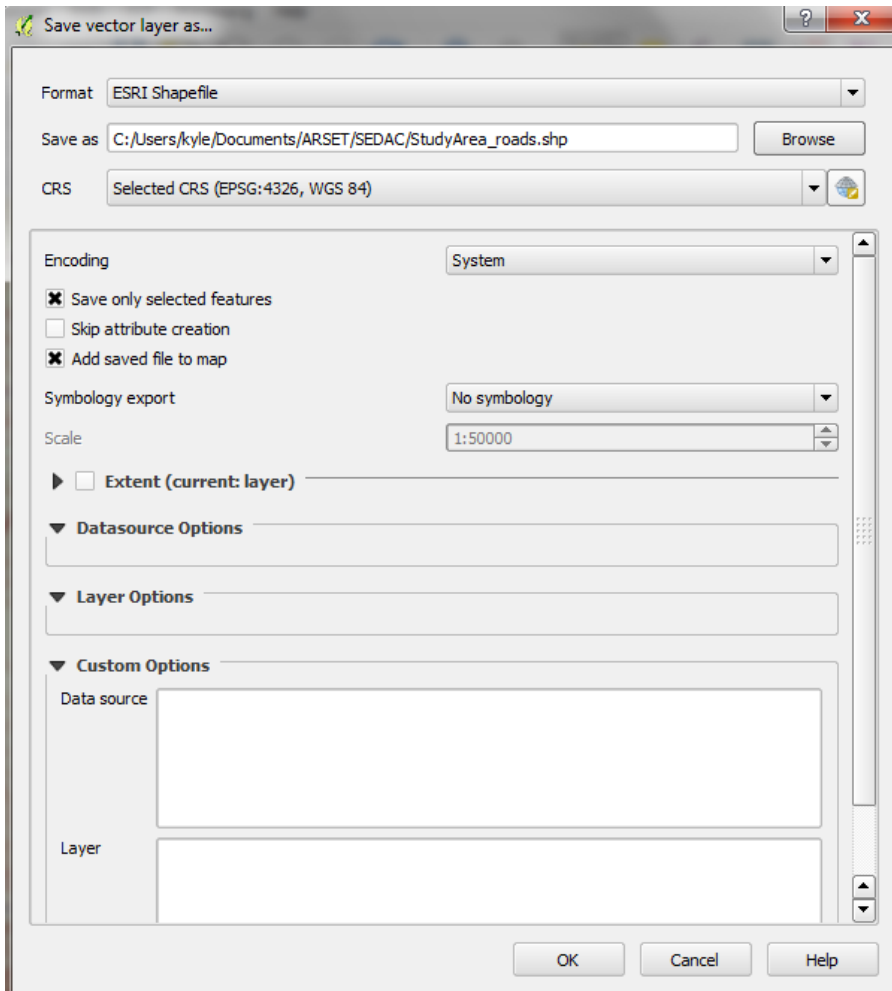 Save vector layer as...
Format ESRI Shapefile
Save as C:/Users/kyle/Documents/ARSET/SEDAC/StudyArea_roads.shp Browse
CRS Selected CRS (EPSG:4326, WGS 84)
Encoding System
Save only selected features
Skip attribute creation
Add saved file to map
Symbology export No symbology
Scale 1:50000
Extent (current: layer)
Datasource Options
Layer Options
Custom Options
Data source
Layer
OK Cancel Help